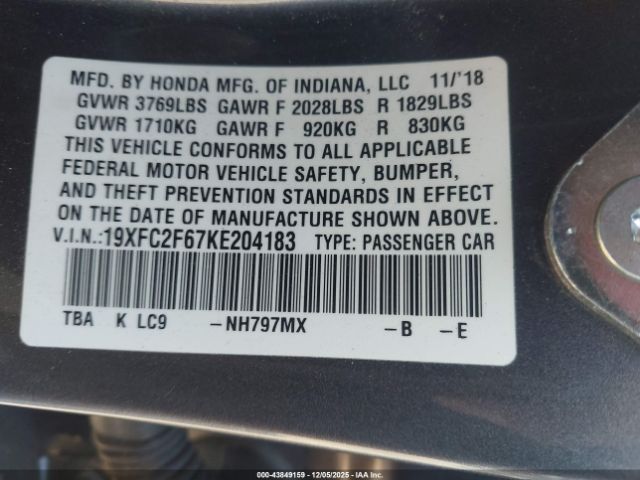 MFD. BY HONDA MFG. OF INDIANA, LLC 11/'18
GVWR 3769LBS GAWR F 2028LBS R 1829LBS
GVWR 1710KG GAWR F 920KG R 830KG
THIS VEHICLE CONFORMS TO ALL APPLICABLE
FEDERAL MOTOR VEHICLE SAFETY, BUMPER,
AND THEFT PREVENTION STANDARDS IN EFFECT
ON THE DATE OF MANUFACTURE SHOWN ABOVE.
V.I.N.:19XFC2F67KE204183 TYPE: PASSENGER CAR
TBA K LC9 -NH797MX -B -E
000-43849159 | 12/05/2025 | IAA Inc.